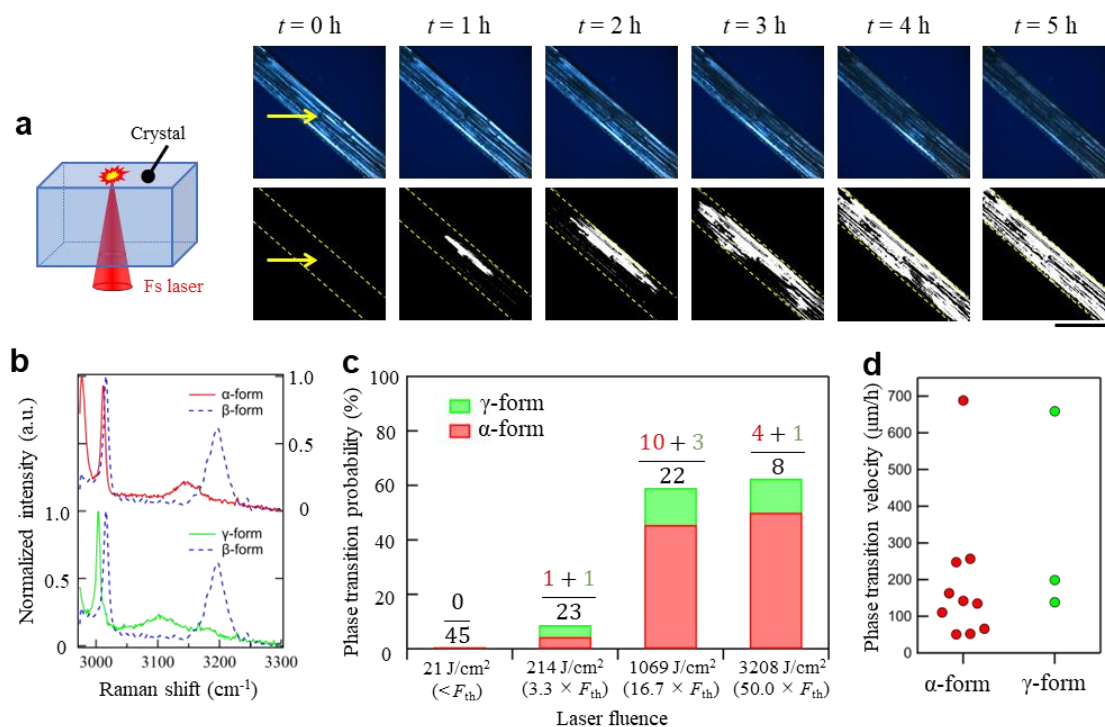 a
Crystal
Fs laser
t = 0 h
t = 1 h
t = 2 h
t = 3 h
t = 4 h
t = 5 h
b
Normalized intensity (a.u.)
α-form
β-form
1.0
0.5
0
γ-form
β-form
1.0
0.5
0
2900 3000 3100 3200 3300
Raman shift (cm⁻¹)
c
Phase transition probability (%)
100
80
60
40
20
0
γ-form
α-form
0
45
1 + 1
23
10 + 3
22
4 + 1
8
21 J/cm² 214 J/cm² 1069 J/cm² 3208 J/cm²
(< Fth) (3.3 × Fth) (16.7 × Fth) (50.0 × Fth)
Laser fluence
d
Phase transition velocity (μm/h)
700
600
500
400
300
200
100
0
α-form γ-form